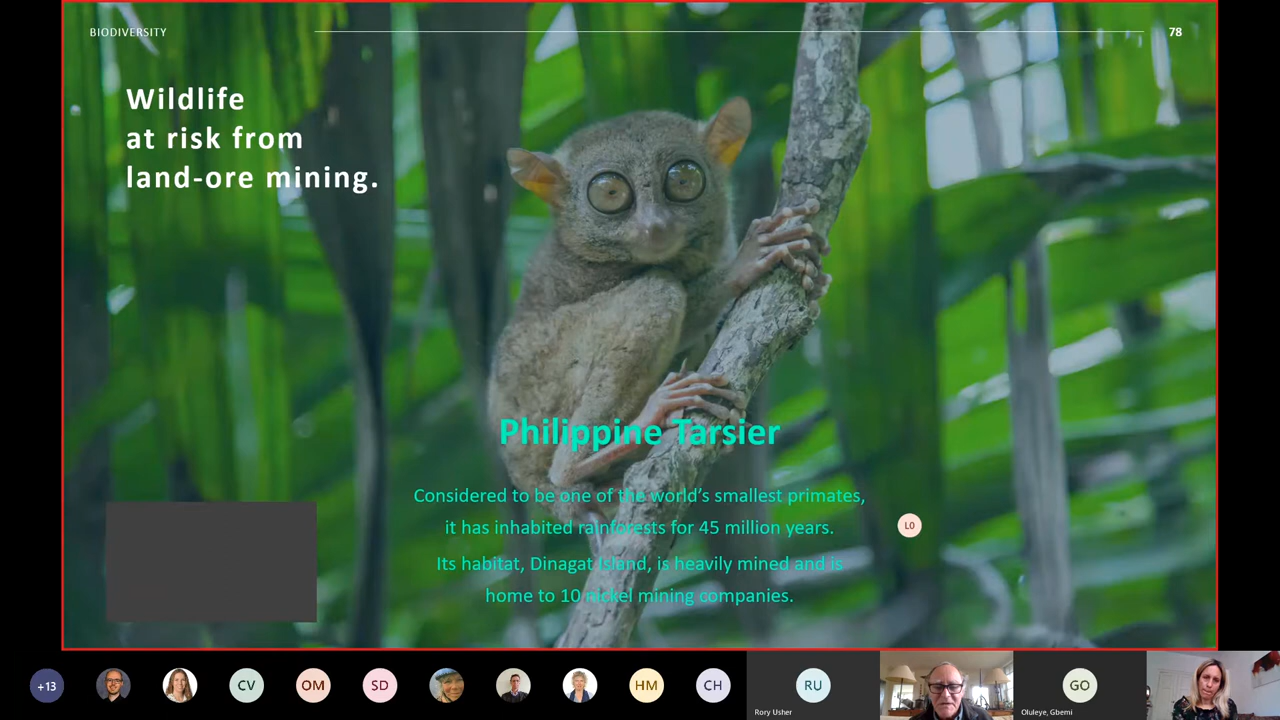 BIODIVERSITY
78
Wildlife
at risk from
land-ore mining.
Philippine Tarsier
Considered to be one of the world’s smallest primates,
it has inhabited rainforests for 45 million years.
Its habitat, Dinagat Island, is heavily mined and is
home to 10 nickel mining companies.
LO
+13
CV
OM
SD
HM
CH
RU
GO
Rory Usher
Oluleye, Gbemi